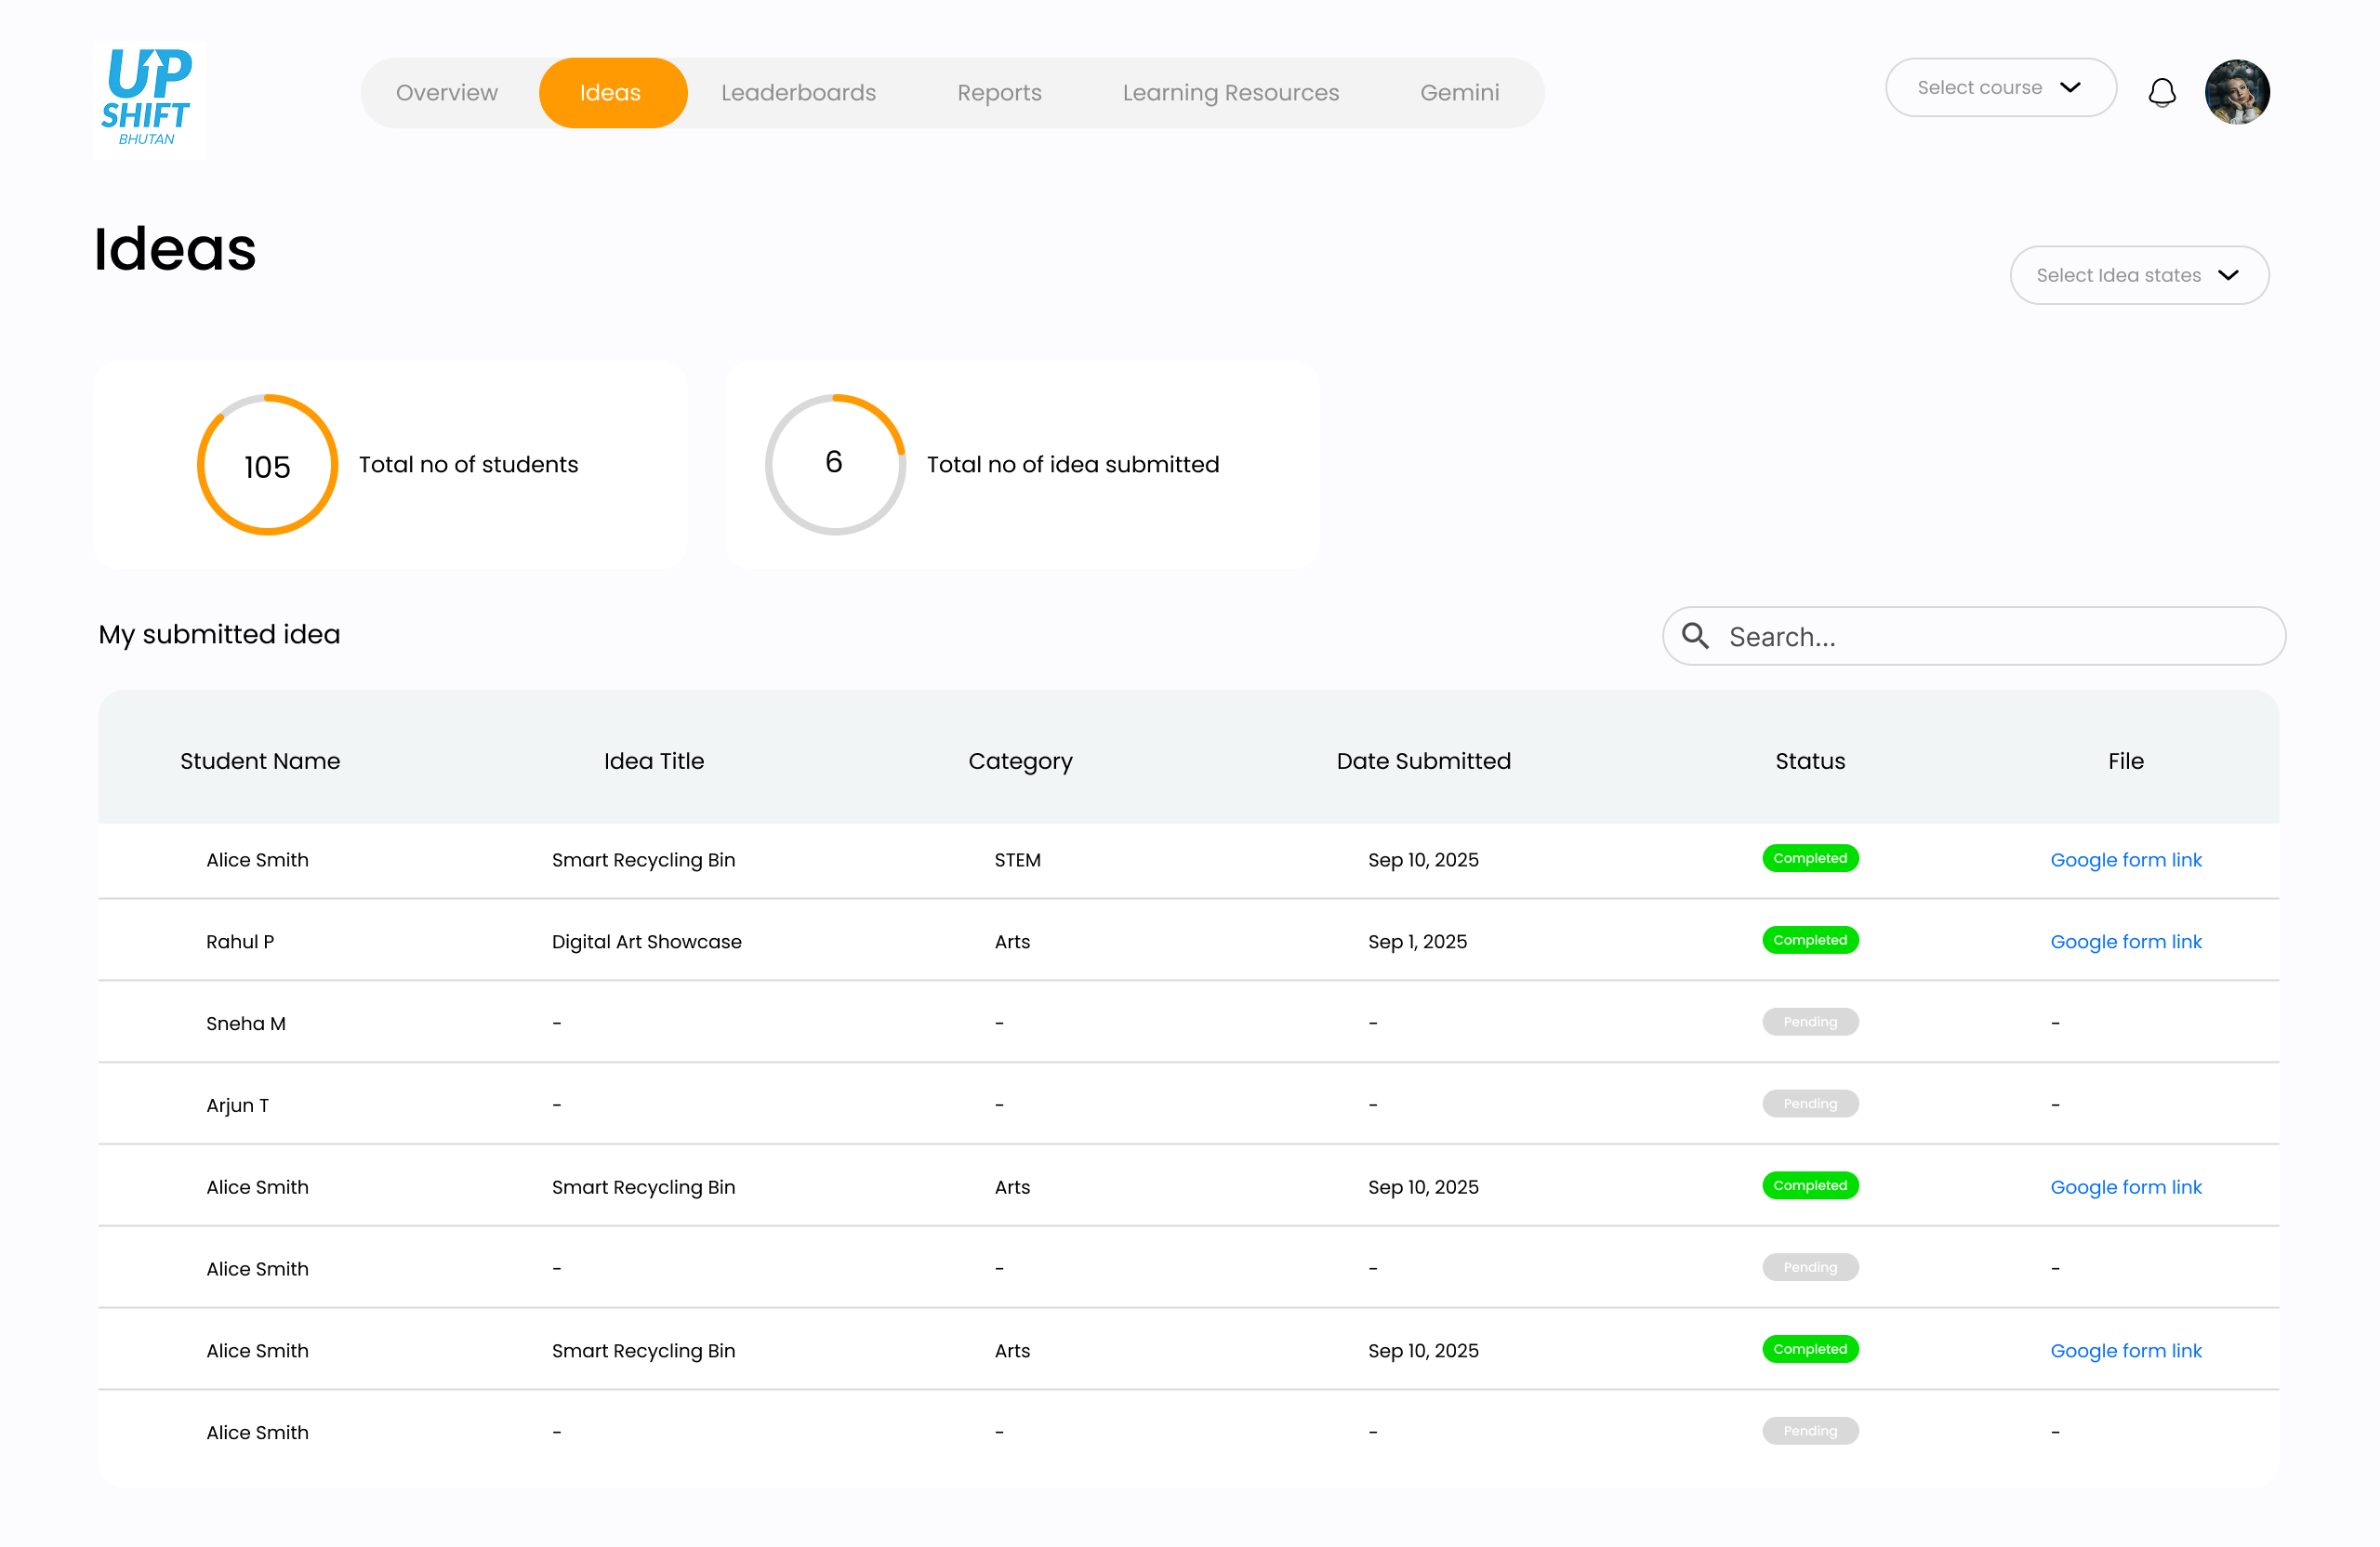 UP
SHIFT
BHUTAN
Overview Ideas Leaderboards Reports Learning Resources Gemini
Select course
Ideas
Select Idea states
105 Total no of students
6 Total no of idea submitted
My submitted idea
Search...
Student Name Idea Title Category Date Submitted Status File
Alice Smith Smart Recycling Bin STEM Sep 10, 2025 Completed Google form link
Rahul P Digital Art Showcase Arts Sep 1, 2025 Completed Google form link
Sneha M - - - Pending -
Arjun T - - - Pending -
Alice Smith Smart Recycling Bin Arts Sep 10, 2025 Completed Google form link
Alice Smith - - - Pending -
Alice Smith Smart Recycling Bin Arts Sep 10, 2025 Completed Google form link
Alice Smith - - - Pending -